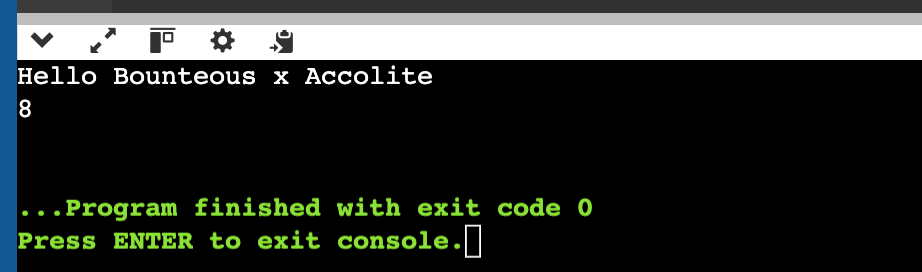 Hello Bounteous x Accolite
8
...Program finished with exit code 0
Press ENTER to exit console.